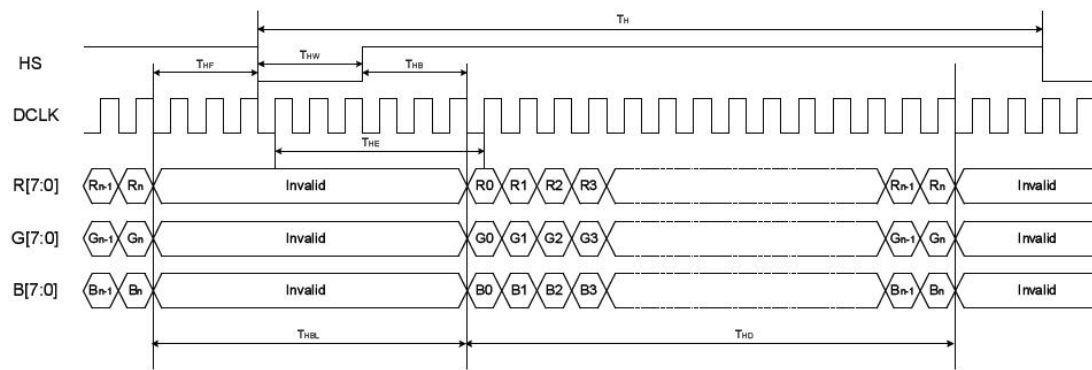 TH
HS
THF
THW
THB
DCLK
THE
R[7:0] Rn-1 Rn Invalid R0 R1 R2 R3 Rn-1 Rn Invalid
G[7:0] Gn-1 Gn Invalid G0 G1 G2 G3 Gn-1 Gn Invalid
B[7:0] Bn-1 Bn Invalid B0 B1 B2 B3 Bn-1 Bn Invalid
THBL THD